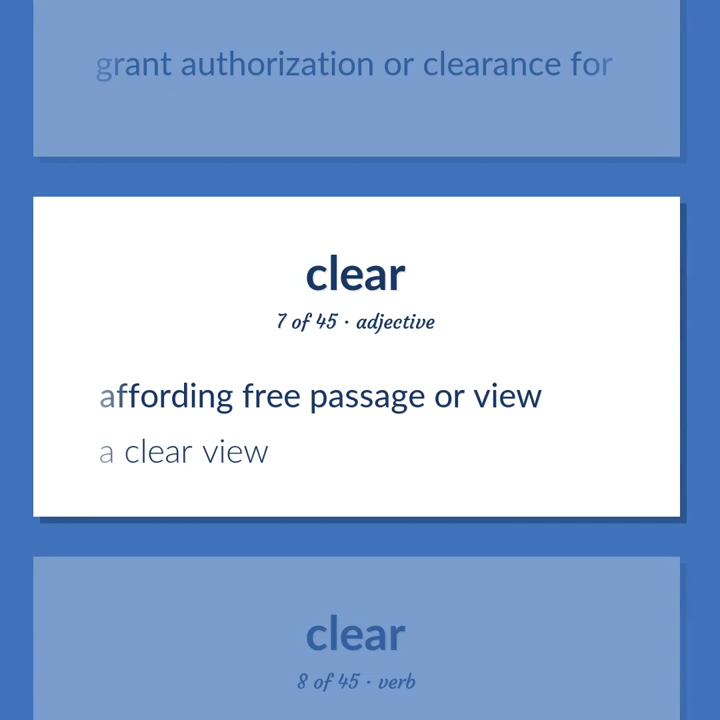 grant authorization or clearance for
clear
7 of 45 · adjective
affording free passage or view
a clear view
clear
8 of 45 · verb